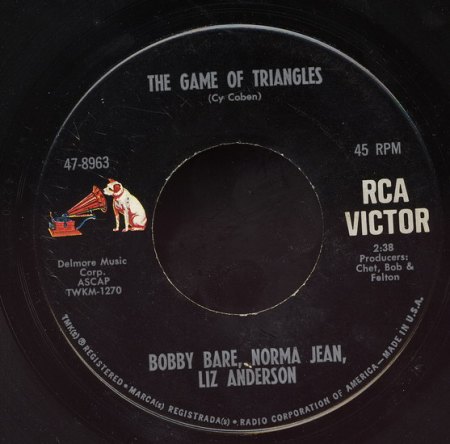 THE GAME OF TRIANGLES
(Cy Coben)
47-8963
45 RPM
RCA
VICTOR
2:38
Producers:
Chet, Bob &
Felton
Delmore Music
Corp.
ASCAP
TWKM-1270
BOBBY BARE, NORMA JEAN,
LIZ ANDERSON
TMK(s) ® REGISTERED • MARCA(s) REGISTRADA(s) • RADIO CORPORATION OF AMERICA—MADE IN U.S.A.